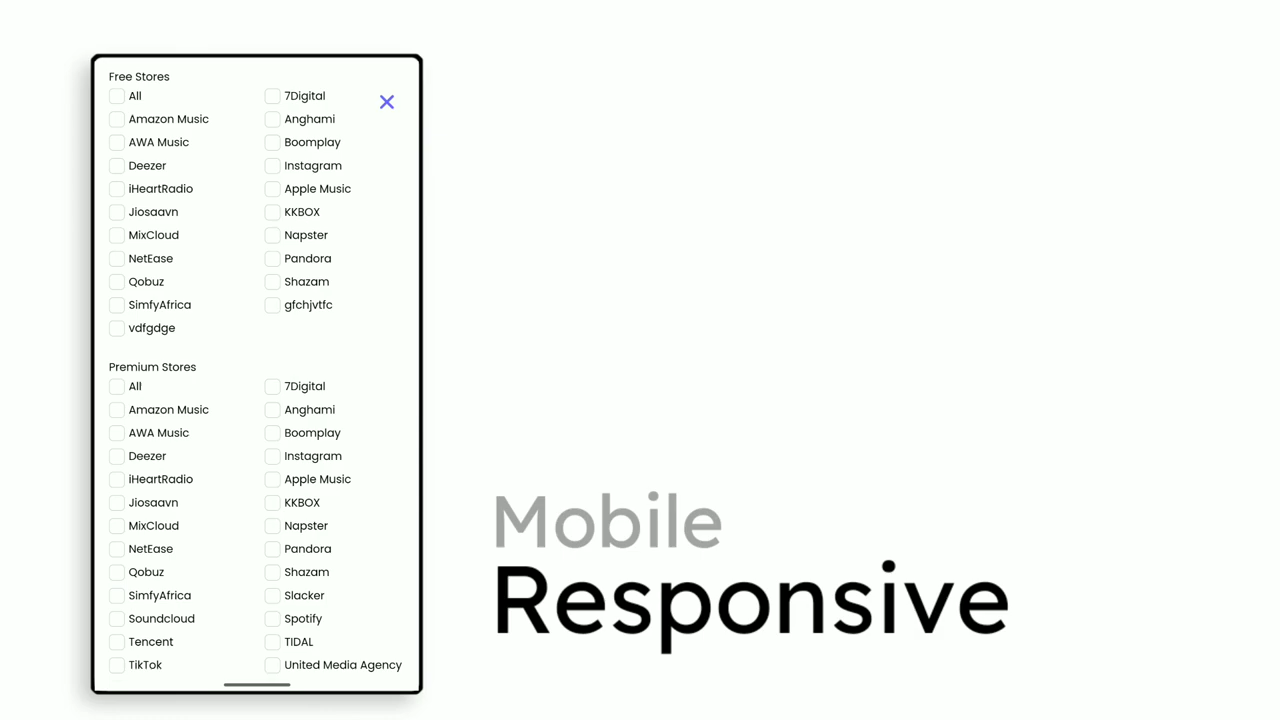 Free Stores
All 7Digital
Amazon Music Anghami
AWA Music Boomplay
Deezer Instagram
iHeartRadio Apple Music
Jiosaavn KKBOX
MixCloud Napster
NetEase Pandora
Qobuz Shazam
SimfyAfrica gfchjvtfc
vdfgdge
Premium Stores
All 7Digital
Amazon Music Anghami
AWA Music Boomplay
Deezer Instagram
iHeartRadio Apple Music
Jiosaavn KKBOX
MixCloud Napster
NetEase Pandora
Qobuz Shazam
SimfyAfrica Slacker
Soundcloud Spotify
Tencent TIDAL
TikTok United Media Agency
Mobile
Responsive